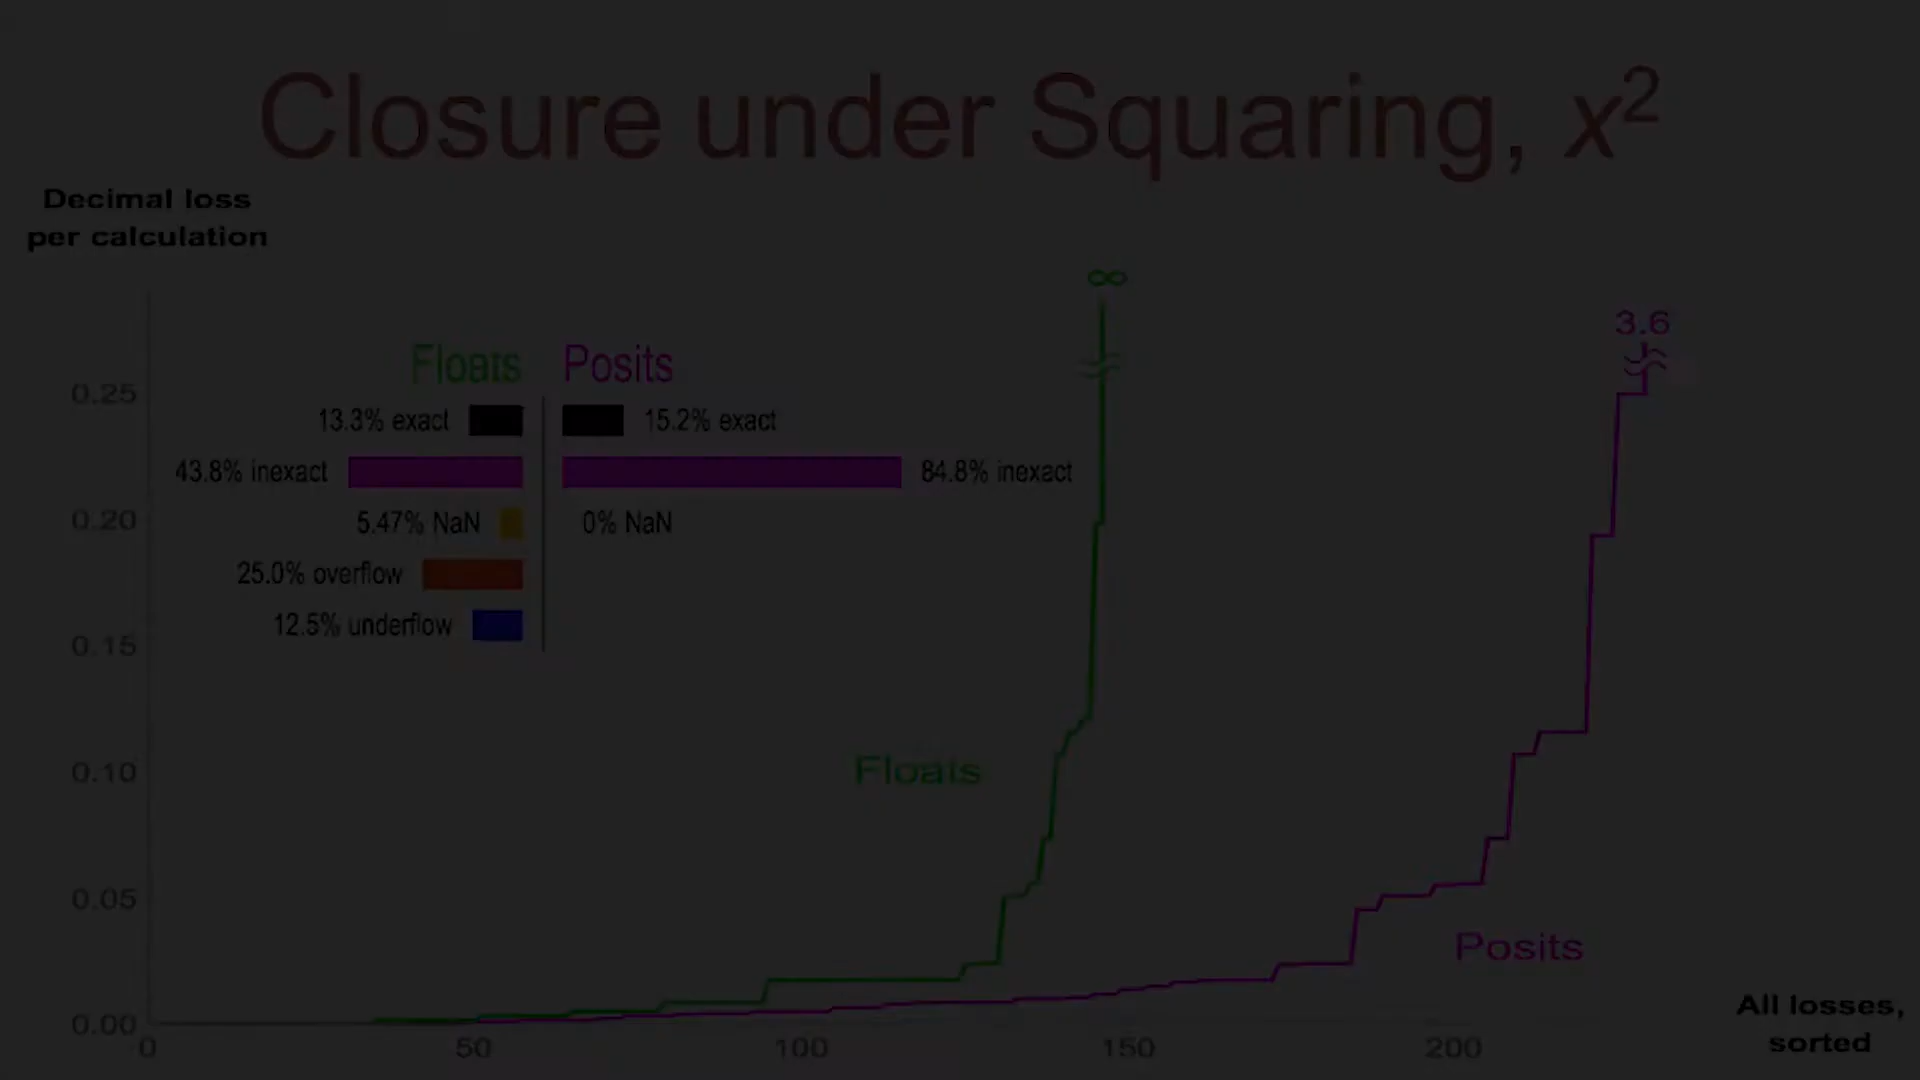 Closure under Squaring, x²
Decimal loss
per calculation
∞
3.6
Floats Posits
13.3% exact 15.2% exact
43.8% inexact 84.8% inexact
5.47% NaN 0% NaN
25.0% overflow
12.5% underflow
0.25
0.20
0.15
0.10
0.05
0.00
Floats
Posits
0 50 100 150 200
All losses,
sorted